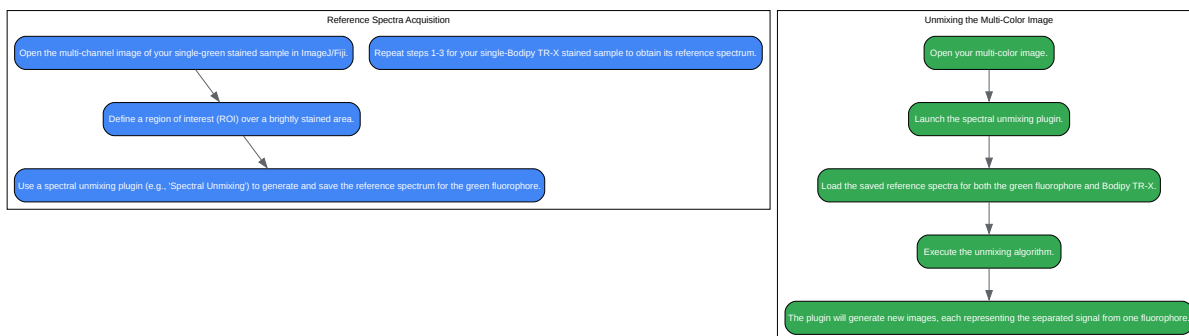 Reference Spectra Acquisition
Open the multi-channel image of your single-green stained sample in ImageJ/Fiji.
Repeat steps 1-3 for your single-Bodipy TR-X stained sample to obtain its reference spectrum.
Define a region of interest (ROI) over a brightly stained area.
Use a spectral unmixing plugin (e.g., 'Spectral Unmixing') to generate and save the reference spectrum for the green fluorophore.
Unmixing the Multi-Color Image
Open your multi-color image.
Launch the spectral unmixing plugin.
Load the saved reference spectra for both the green fluorophore and Bodipy TR-X.
Execute the unmixing algorithm.
The plugin will generate new images, each representing the separated signal from one fluorophore.